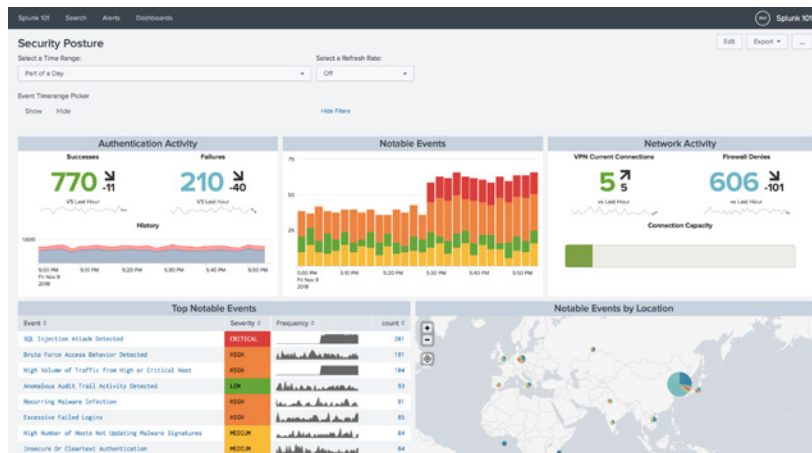 Splunk 101 Search Alerts Dashboards
Splunk 101
Security Posture
Edit Export ...
Select a Time Range:
Select a Refresh Rate:
Part of a Day
Off
Event Timerange Picker
Show Hide
Hide Filters
Authentication Activity
Successes
770
-11
VS Last Hour
Failures
210
-40
VS Last Hour
History
5:00 PM
Fri Nov 9
2018
5:10 PM
5:20 PM
5:30 PM
5:40 PM
5:50 PM
Notable Events
75
50
25
5:00 PM
Fri Nov 9
2018
5:10 PM
5:20 PM
5:30 PM
5:40 PM
5:50 PM
Network Activity
VPN Current Connections
5
5
vs Last Hour
Firewall Denies
606
-101
vs Last Hour
Connection Capacity
Top Notable Events
Event Severity Frequency count
SQL Injection Attack Detected CRITICAL 201
Brute Force Access Behavior Detected HIGH 191
High Volume of Traffic from High or Critical Host HIGH 104
Anomalous Audit Trail Activity Detected LOW 93
Recurring Malware Infection HIGH 91
Excessive Failed Logins HIGH 85
High Number of Hosts Not Updating Malware Signatures MEDIUM 84
Insecure Or Cleartext Authentication MEDIUM 84
Notable Events by Location
+
-